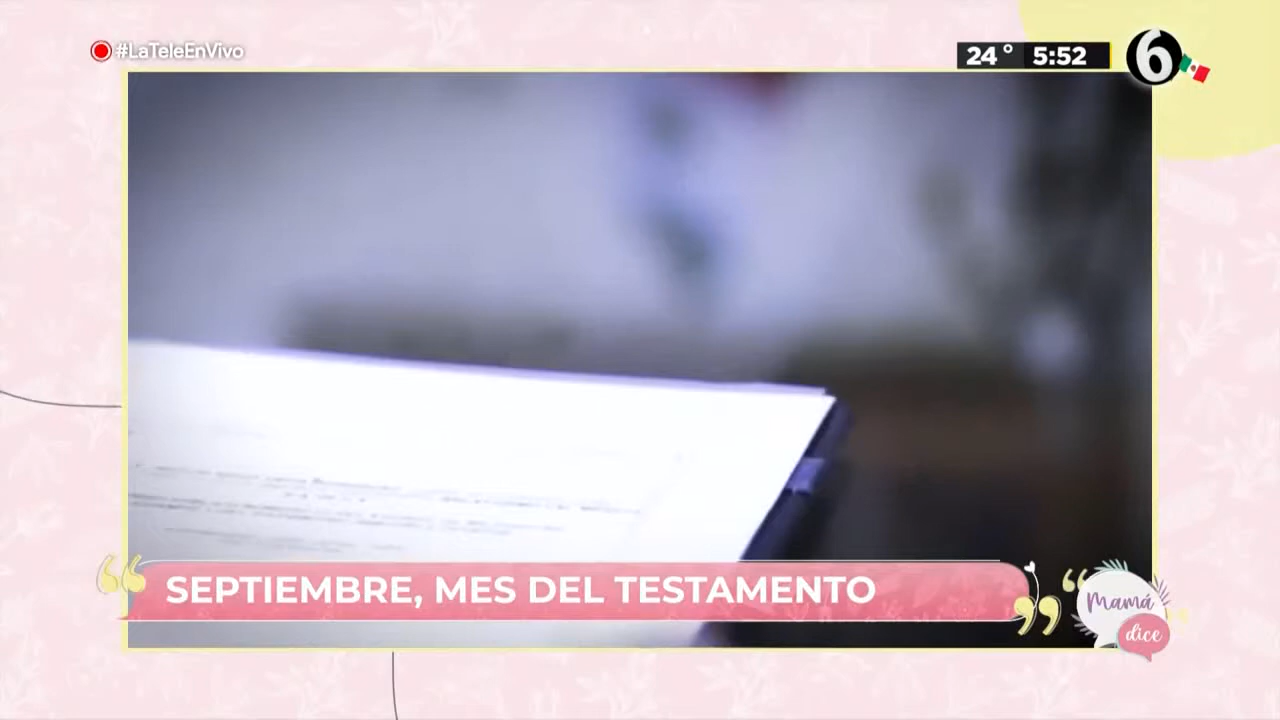 #LaTeleEnVivo
24° 5:52
6
SEPTIEMBRE, MES DEL TESTAMENTO
Mamá
dice